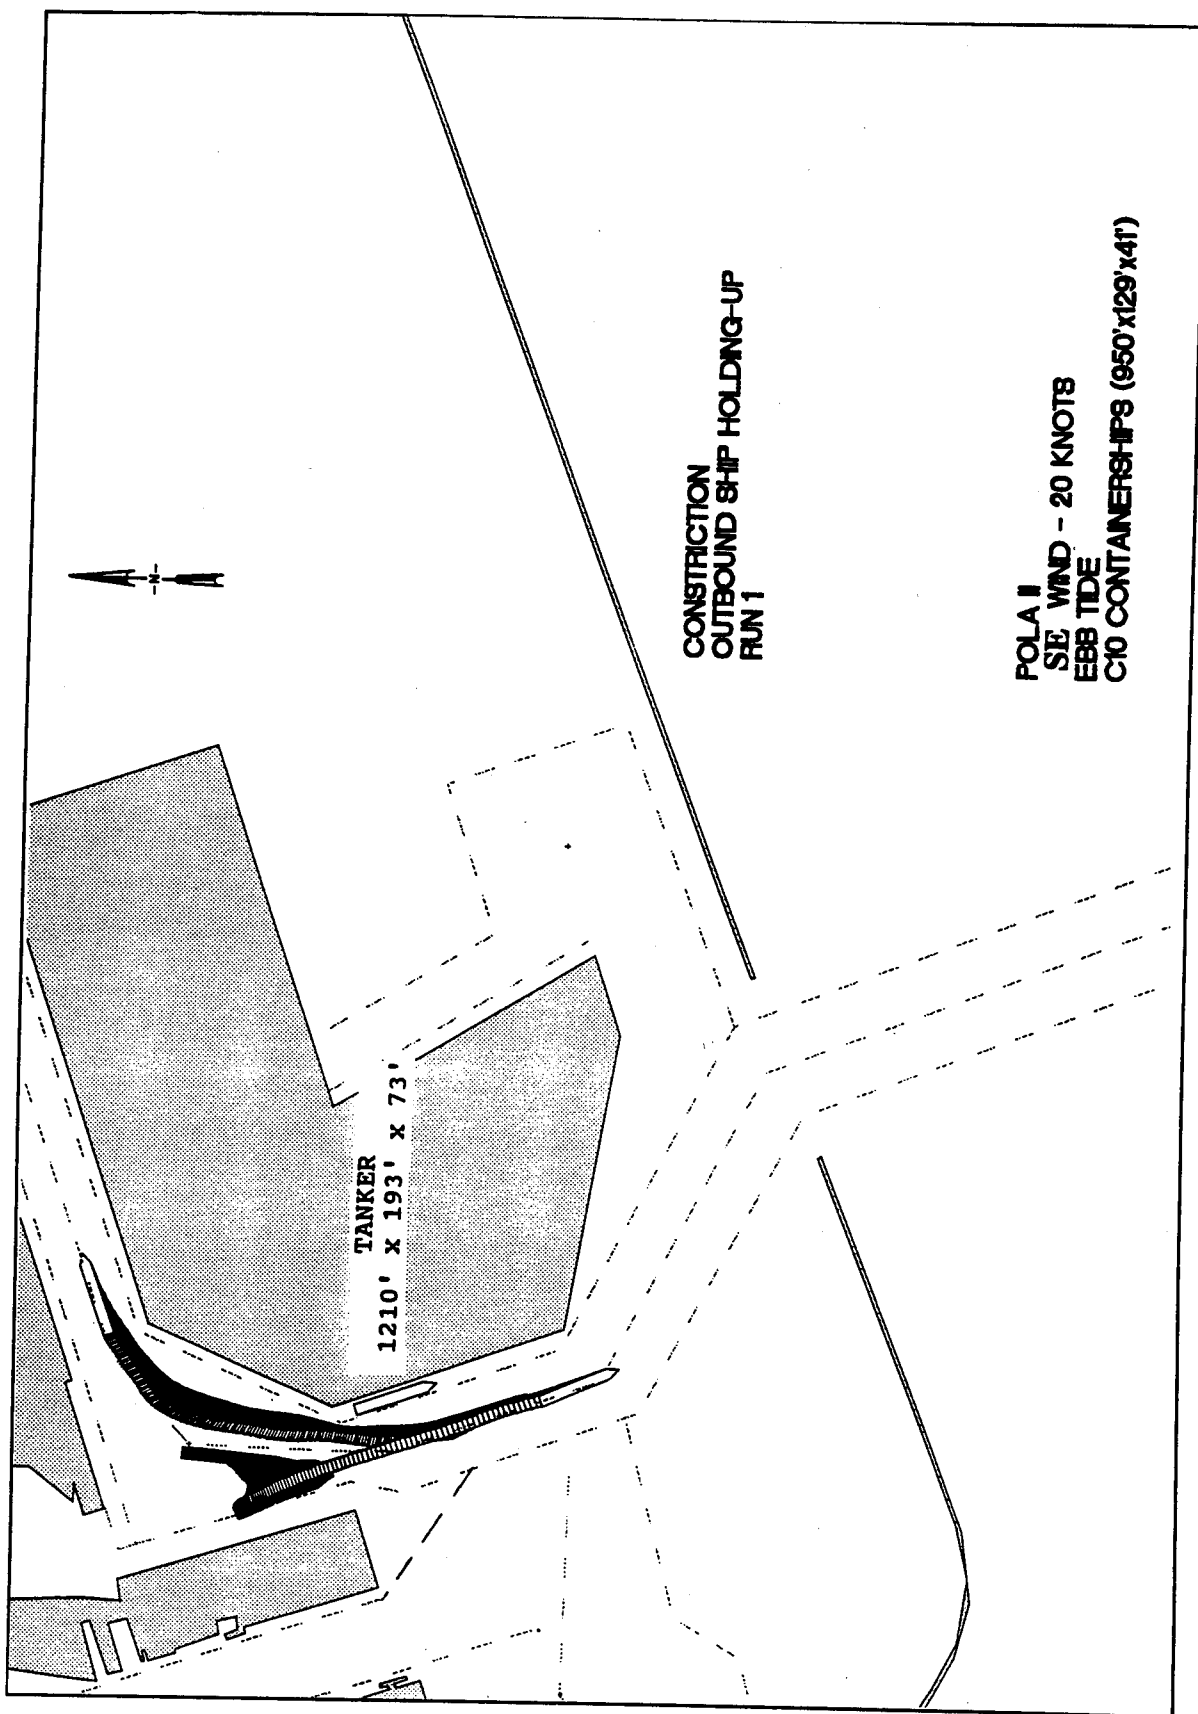 -N-
TANKER
1210' x 193' x 73'
CONSTRICTION
OUTBOUND SHIP HOLDING-UP
RUN 1
POLA II
SE WIND - 20 KNOTS
EBB TIDE
C10 CONTAINERSHIPS (950'x129'x41')